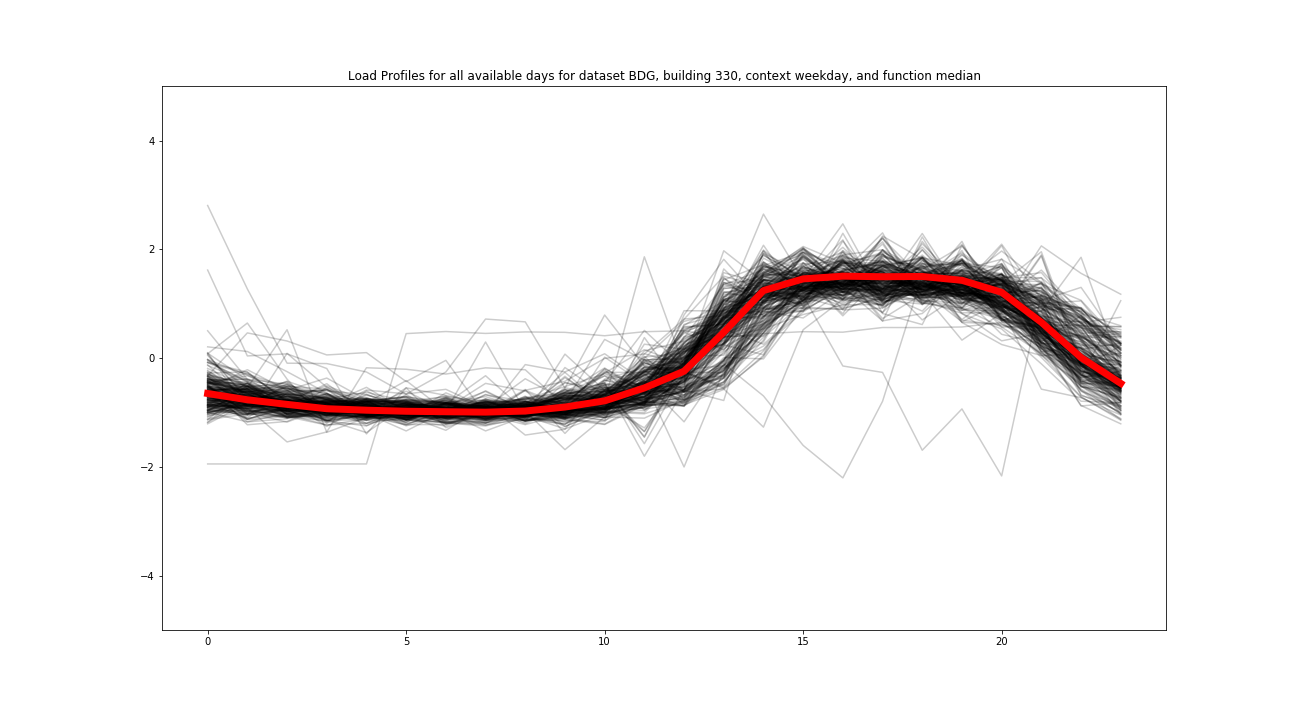 Load Profiles for all available days for dataset BDG, building 330, context weekday, and function median
4
2
0
−2
−4
0 5 10 15 20